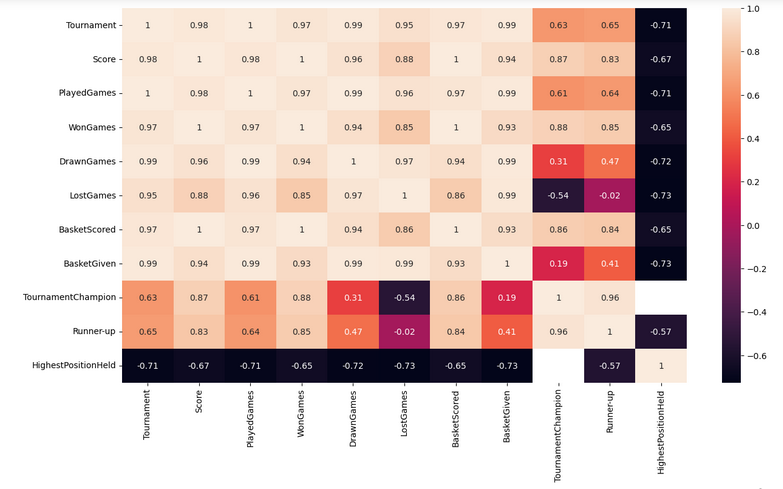 Tournament 1 0.98 1 0.97 0.99 0.95 0.97 0.99 0.63 0.65 -0.71
Score 0.98 1 0.98 1 0.96 0.88 1 0.94 0.87 0.83 -0.67
PlayedGames 1 0.98 1 0.97 0.99 0.96 0.97 0.99 0.61 0.64 -0.71
WonGames 0.97 1 0.97 1 0.94 0.85 1 0.93 0.88 0.85 -0.65
DrawnGames 0.99 0.96 0.99 0.94 1 0.97 0.94 0.99 0.31 0.47 -0.72
LostGames 0.95 0.88 0.96 0.85 0.97 1 0.86 0.99 -0.54 -0.02 -0.73
BasketScored 0.97 1 0.97 1 0.94 0.86 1 0.93 0.86 0.84 -0.65
BasketGiven 0.99 0.94 0.99 0.93 0.99 0.99 0.93 1 0.19 0.41 -0.73
TournamentChampion 0.63 0.87 0.61 0.88 0.31 -0.54 0.86 0.19 1 0.96
Runner-up 0.65 0.83 0.64 0.85 0.47 -0.02 0.84 0.41 0.96 1 -0.57
HighestPositionHeld -0.71 -0.67 -0.71 -0.65 -0.72 -0.73 -0.65 -0.73 -0.57 1
Tournament
Score
PlayedGames
WonGames
DrawnGames
LostGames
BasketScored
BasketGiven
TournamentChampion
Runner-up
HighestPositionHeld
1.0
0.8
0.6
0.4
0.2
0.0
−0.2
−0.4
−0.6